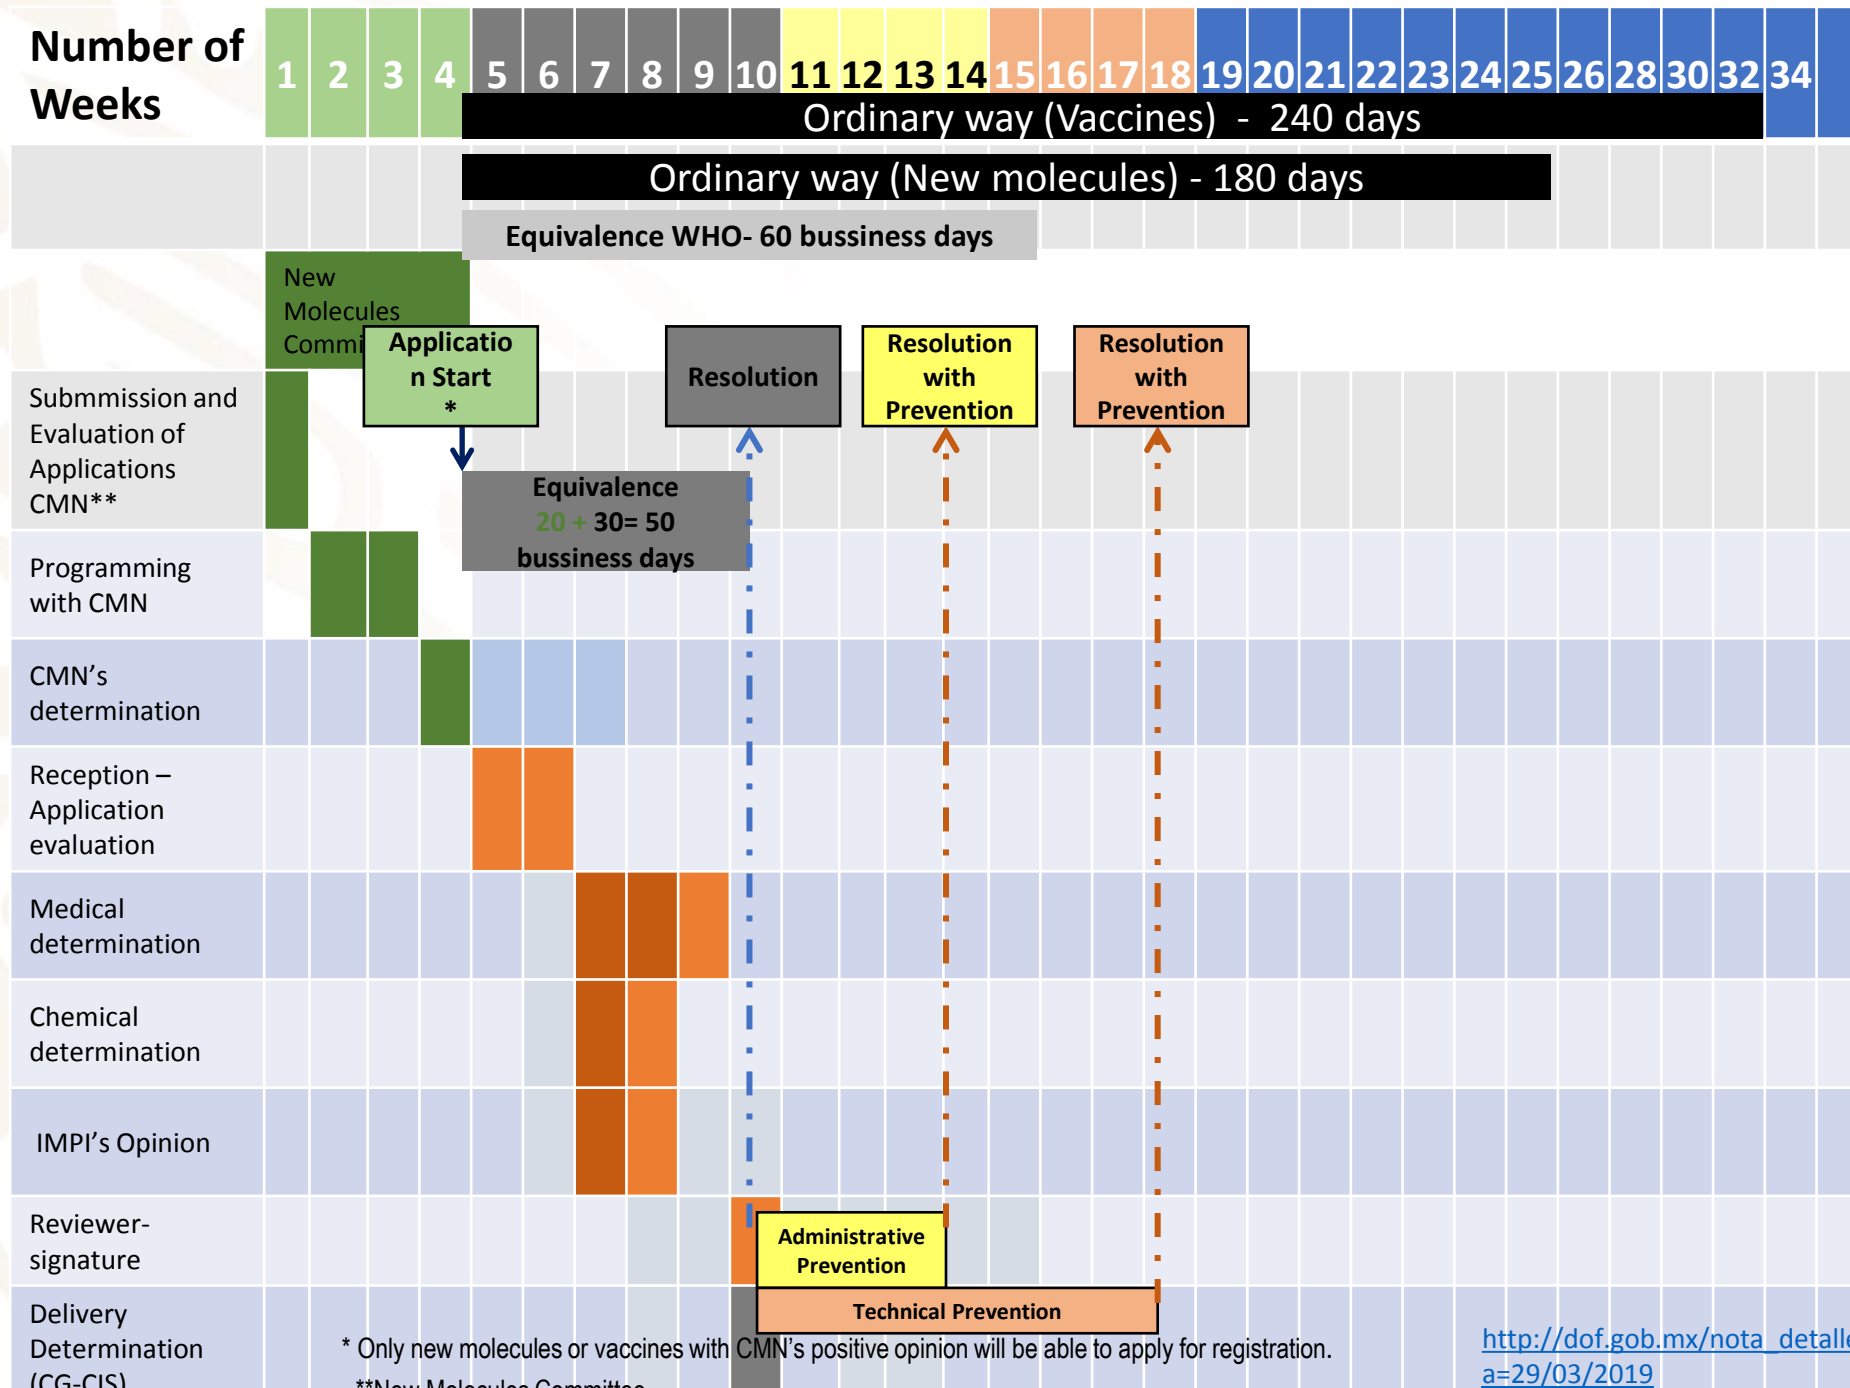 Number of
Weeks
1 2 3 4 5 6 7 8 9 10 11 12 13 14 15 16 17 18 19 20 21 22 23 24 25 26 28 30 32 34
Ordinary way (Vaccines) - 240 days
Ordinary way (New molecules) - 180 days
Equivalence WHO- 60 bussiness days
New
Molecules
Commi
Applicatio
n Start
*
Resolution
Resolution
with
Prevention
Resolution
with
Prevention
Submmission and
Evaluation of
Applications
CMN**
Equivalence
20 + 30= 50
bussiness days
Programming
with CMN
CMN's
determination
Reception –
Application
evaluation
Medical
determination
Chemical
determination
IMPI's Opinion
Reviewer-
signature
Administrative
Prevention
Technical Prevention
Delivery
Determination
(CG-CIS)
* Only new molecules or vaccines with CMN's positive opinion will be able to apply for registration.
**New Molecules Committee
http://dof.gob.mx/nota_detalle
a=29/03/2019